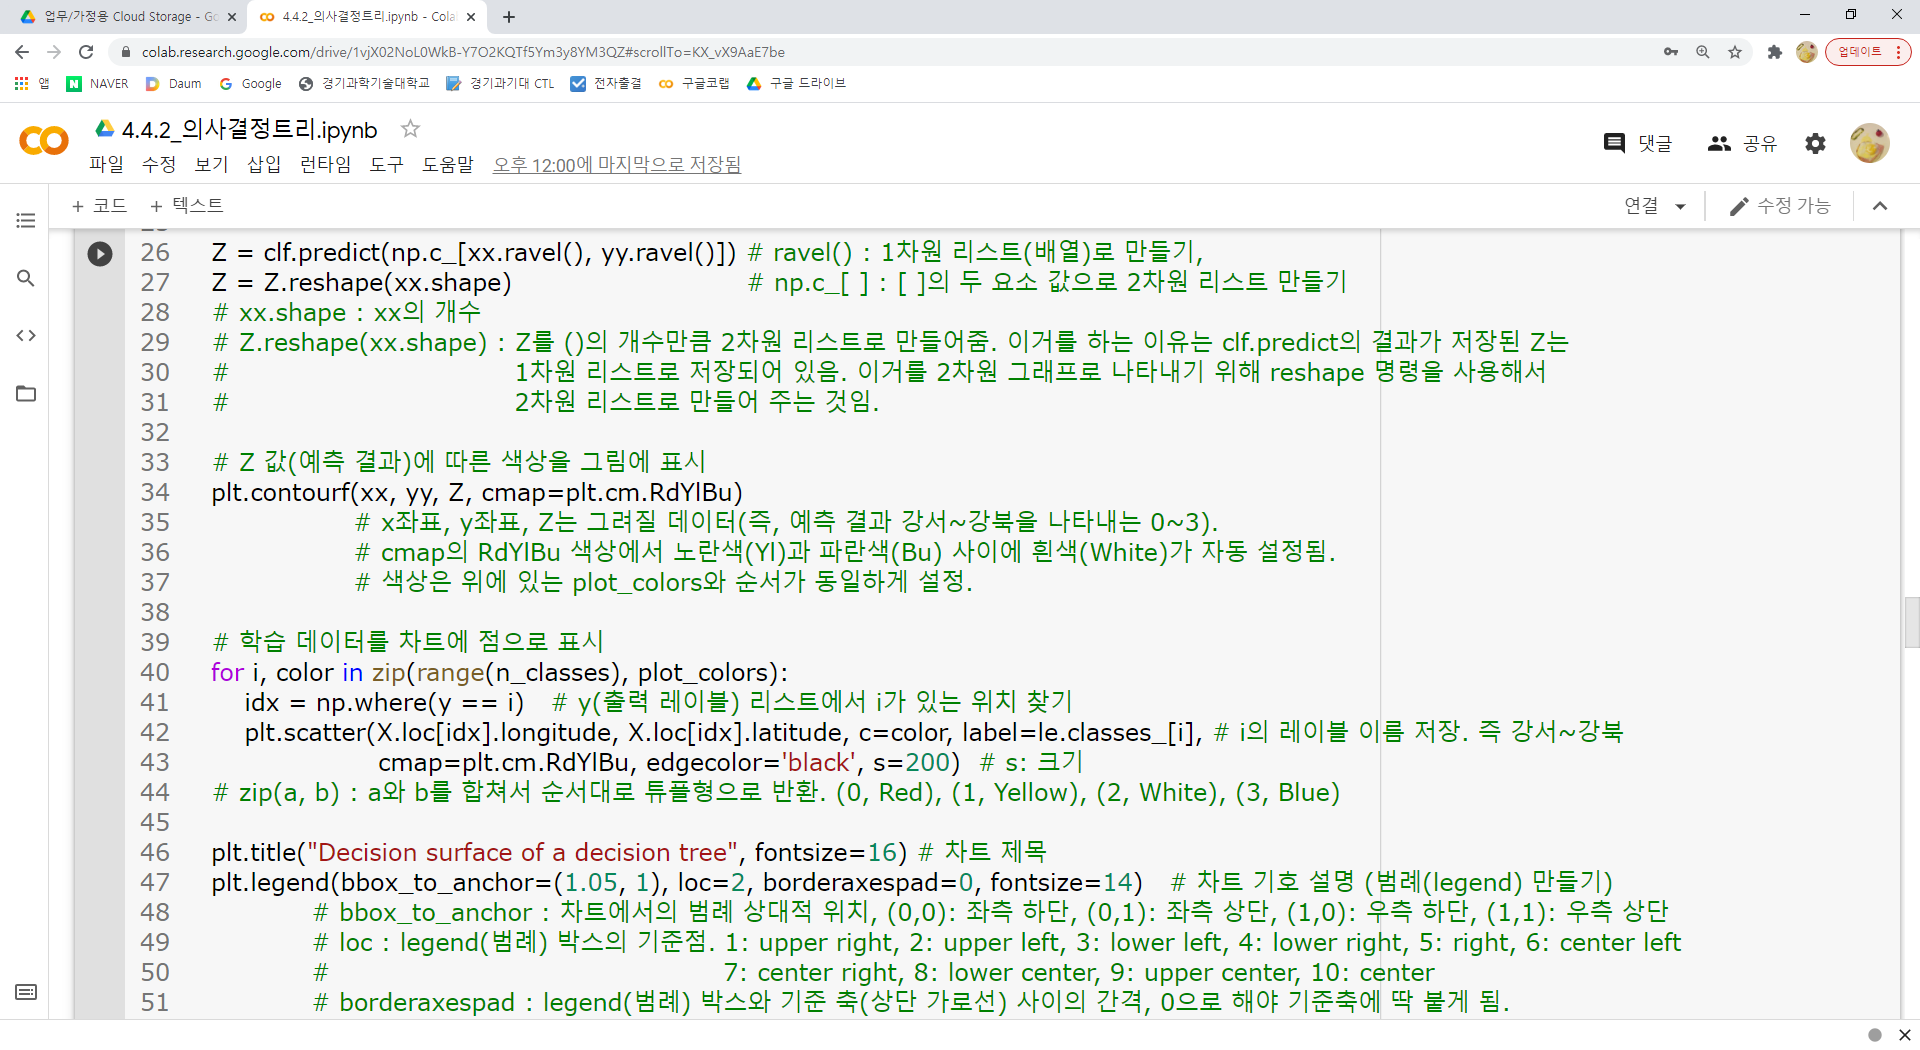 업무/가정용 Cloud Storage - Go
4.4.2_의사결정트리.ipynb - Cola
colab.research.google.com/drive/1vjX02NoL0WkB-Y7O2KQTf5Ym3y8YM3QZ#scrollTo=KX_vX9AaE7be
업데이트
앱 NAVER Daum Google 경기과학기술대학교 경기과기대 CTL 전자출결 구글코랩 구글 드라이브
4.4.2_의사결정트리.ipynb
댓글 공유
파일 수정 보기 삽입 런타임 도구 도움말 오후 12:00에 마지막으로 저장됨
+ 코드 + 텍스트 연결 수정 가능
26 Z = clf.predict(np.c_[xx.ravel(), yy.ravel()]) # ravel() : 1차원 리스트(배열)로 만들기,
27 Z = Z.reshape(xx.shape) # np.c_[ ] : [ ]의 두 요소 값으로 2차원 리스트 만들기
28 # xx.shape : xx의 개수
29 # Z.reshape(xx.shape) : Z를 ()의 개수만큼 2차원 리스트로 만들어줌. 이거를 하는 이유는 clf.predict의 결과가 저장된 Z는
30 # 1차원 리스트로 저장되어 있음. 이거를 2차원 그래프로 나타내기 위해 reshape 명령을 사용해서
31 # 2차원 리스트로 만들어 주는 것임.
32
33 # Z 값(예측 결과)에 따른 색상을 그림에 표시
34 plt.contourf(xx, yy, Z, cmap=plt.cm.RdYlBu)
35 # x좌표, y좌표, Z는 그려질 데이터(즉, 예측 결과 강서~강북을 나타내는 0~3).
36 # cmap의 RdYlBu 색상에서 노란색(Yl)과 파란색(Bu) 사이에 흰색(White)가 자동 설정됨.
37 # 색상은 위에 있는 plot_colors와 순서가 동일하게 설정.
38
39 # 학습 데이터를 차트에 점으로 표시
40 for i, color in zip(range(n_classes), plot_colors):
41 idx = np.where(y == i) # y(출력 레이블) 리스트에서 i가 있는 위치 찾기
42 plt.scatter(X.loc[idx].longitude, X.loc[idx].latitude, c=color, label=le.classes_[i], # i의 레이블 이름 저장. 즉 강서~강북
43 cmap=plt.cm.RdYlBu, edgecolor='black', s=200) # s: 크기
44 # zip(a, b) : a와 b를 합쳐서 순서대로 튜플형으로 반환. (0, Red), (1, Yellow), (2, White), (3, Blue)
45
46 plt.title("Decision surface of a decision tree", fontsize=16) # 차트 제목
47 plt.legend(bbox_to_anchor=(1.05, 1), loc=2, borderaxespad=0, fontsize=14) # 차트 기호 설명 (범례(legend) 만들기)
48 # bbox_to_anchor : 차트에서의 범례 상대적 위치, (0,0): 좌측 하단, (0,1): 좌측 상단, (1,0): 우측 하단, (1,1): 우측 상단
49 # loc : legend(범례) 박스의 기준점. 1: upper right, 2: upper left, 3: lower left, 4: lower right, 5: right, 6: center left
50 # 7: center right, 8: lower center, 9: upper center, 10: center
51 # borderaxespad : legend(범례) 박스와 기준 축(상단 가로선) 사이의 간격, 0으로 해야 기준축에 딱 붙게 됨.